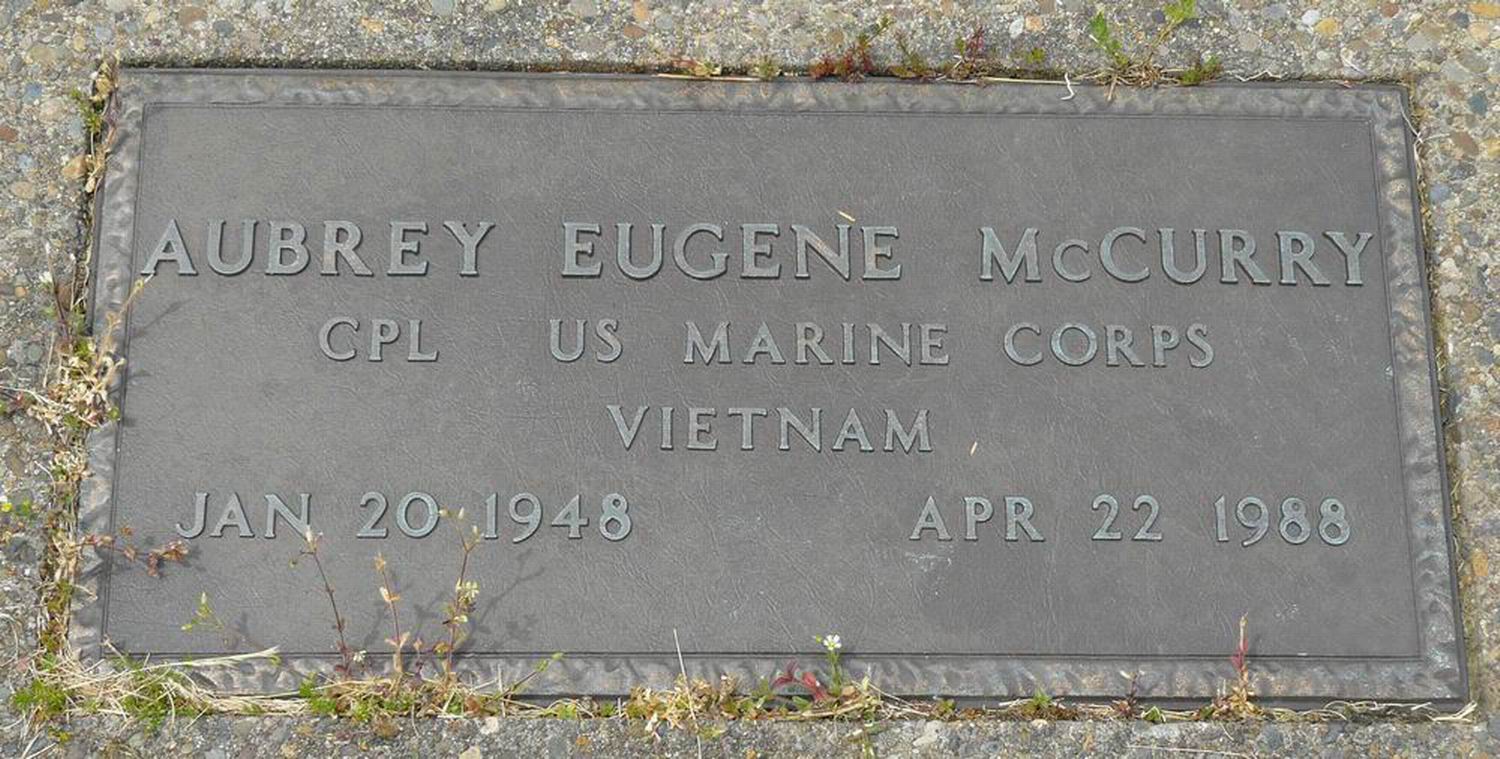 AUBREY EUGENE McCURRY
CPL US MARINE CORPS
VIETNAM
JAN 20 1948 APR 22 1988